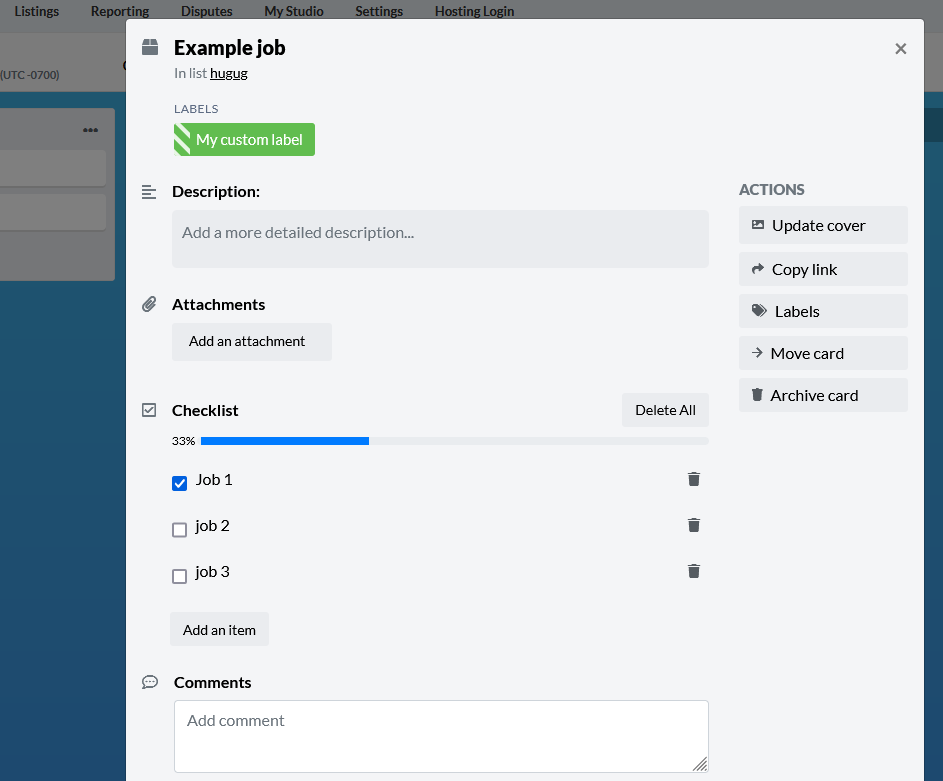 Listings Reporting Disputes My Studio Settings Hosting Login
(UTC -0700)
Example job
In list hugug
LABELS
My custom label
Description:
Add a more detailed description...
Attachments
Add an attachment
Checklist
Delete All
33%
Job 1
job 2
job 3
Add an item
Comments
Add comment
ACTIONS
Update cover
Copy link
Labels
Move card
Archive card